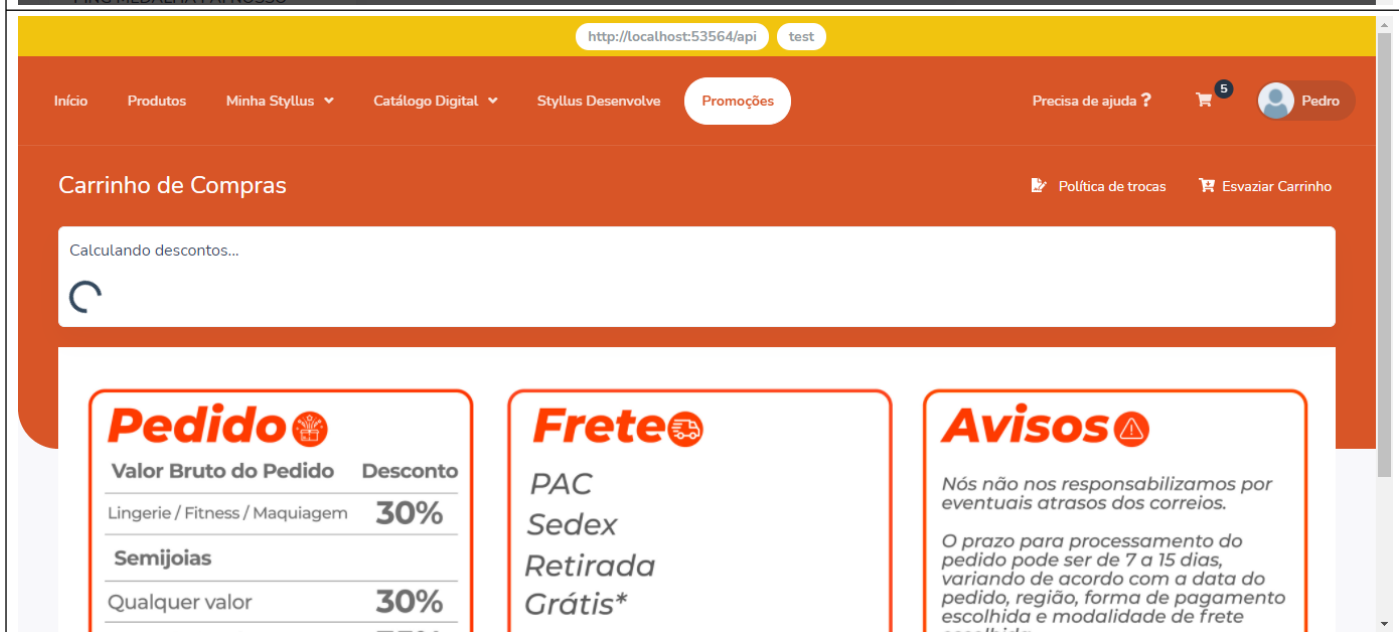 http://localhost:53564/api test
Início Produtos Minha Styllus Catálogo Digital Styllus Desenvolve Promoções Precisa de ajuda ? 5 Pedro
Carrinho de Compras Política de trocas Esvaziar Carrinho
Calculando descontos...
Pedido
Valor Bruto do Pedido Desconto
Lingerie / Fitness / Maquiagem 30%
Semijoias
Qualquer valor 30%
Frete
PAC
Sedex
Retirada
Grátis*
Avisos
Nós não nos responsabilizamos por
eventuais atrasos dos correios.
O prazo para processamento do
pedido pode ser de 7 a 15 dias,
variando de acordo com a data do
pedido, região, forma de pagamento
escolhida e modalidade de frete